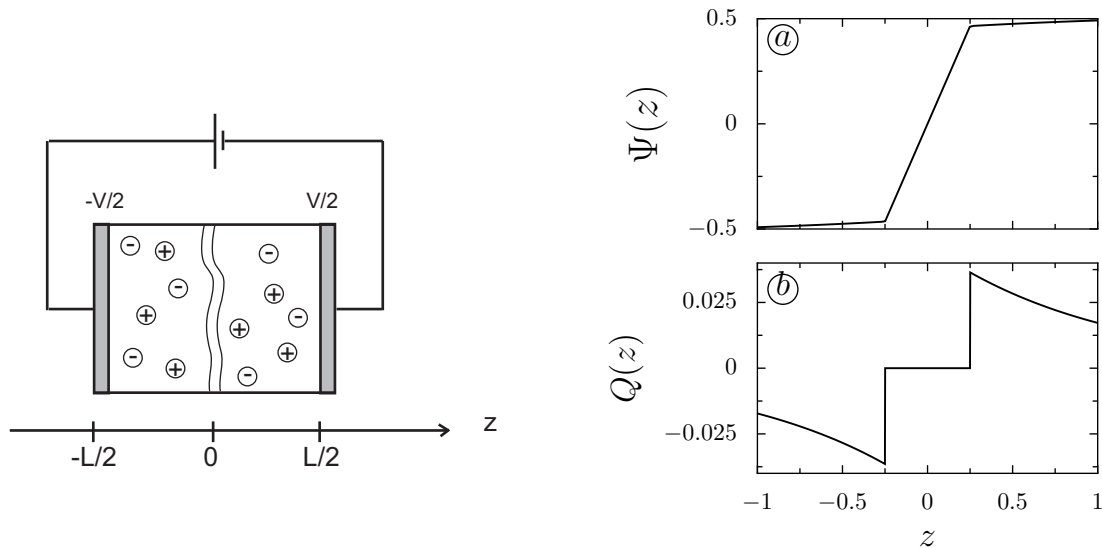 -V/2 V/2
- + - - + + - - + + + - + -
-L/2 0 L/2 z
a
0.5
0
−0.5
Ψ(z)
b
0.025
0
−0.025
Q(z)
−1 −0.5 0 0.5 1
z